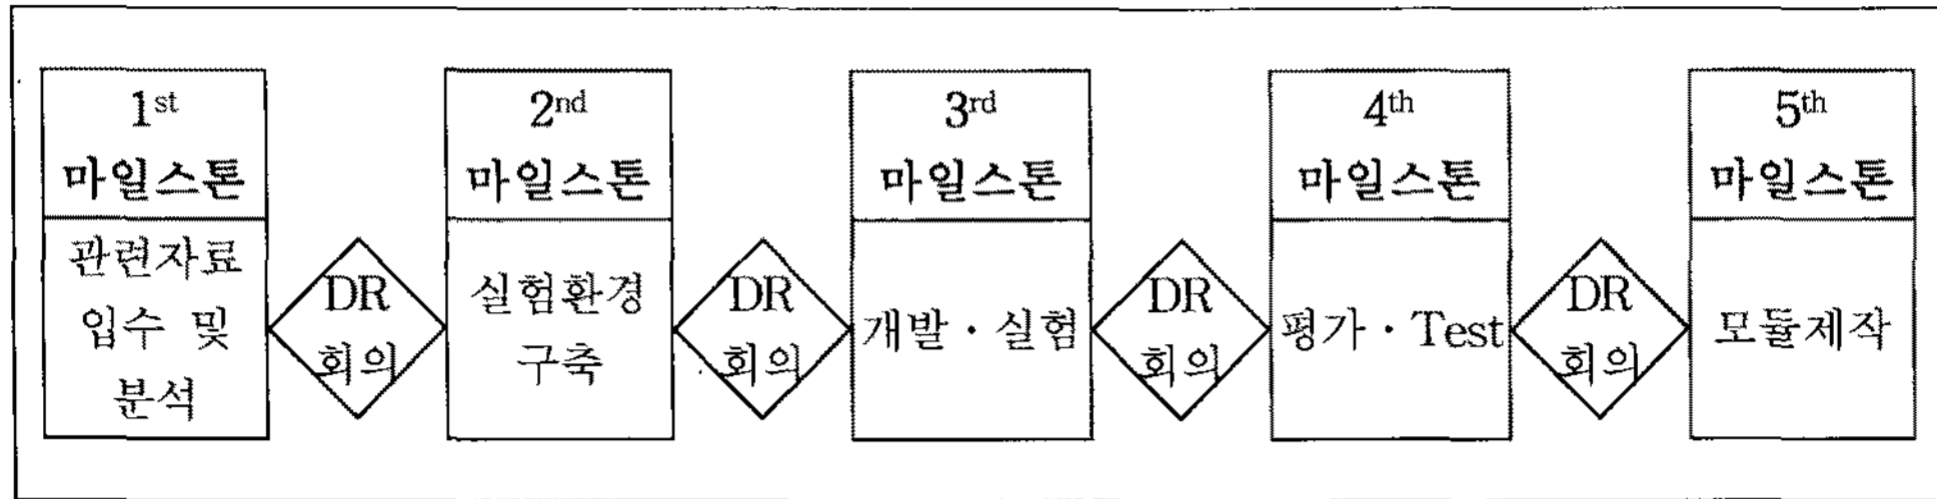 1st
마일스톤
관련자료
입수 및
분석
DR
회의
2nd
마일스톤
실험환경
구축
DR
회의
3rd
마일스톤
개발·실험
DR
회의
4th
마일스톤
평가·Test
DR
회의
5th
마일스톤
모듈제작